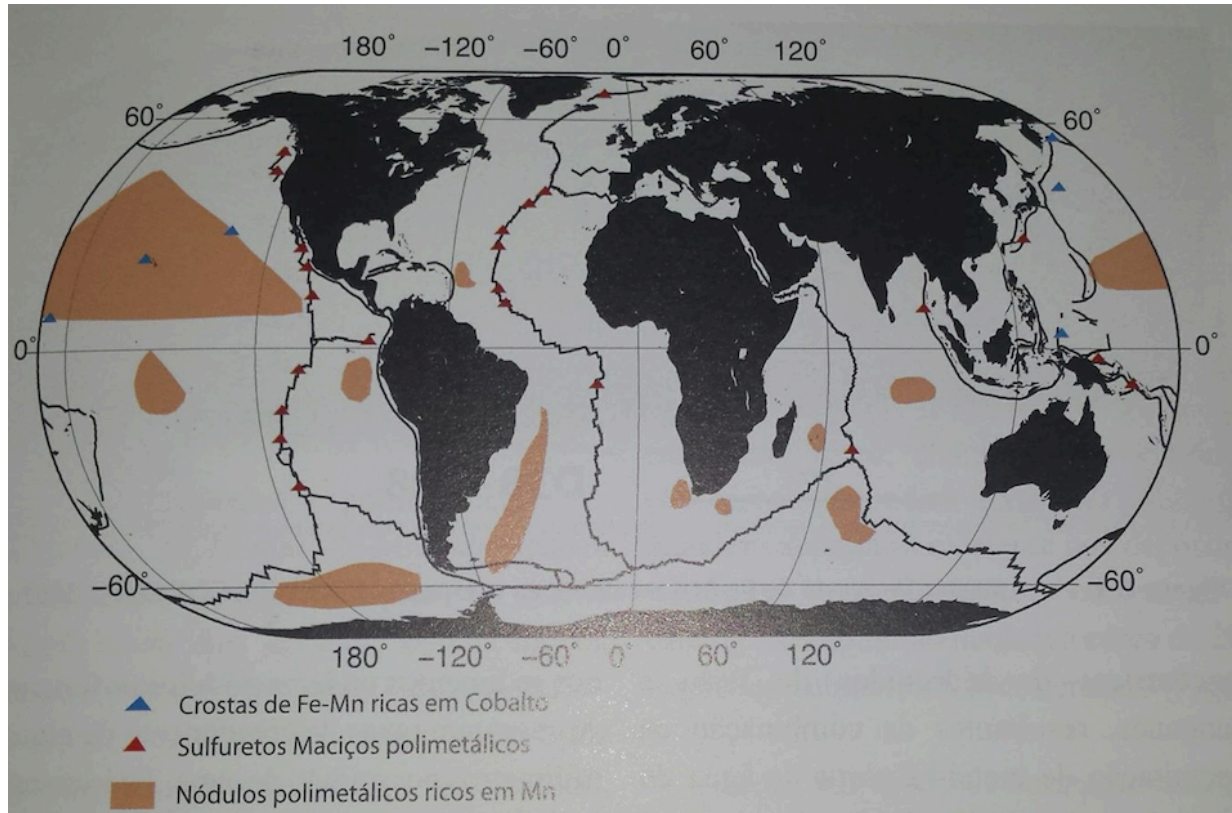 180° −120° −60° 0° 60° 120°
60° 60°
0° 0°
−60° −60°
180° −120° −60° 0° 60° 120°
Crostas de Fe-Mn ricas em Cobalto
Sulfuretos Maciços polimetálicos
Nódulos polimetálicos ricos em Mn